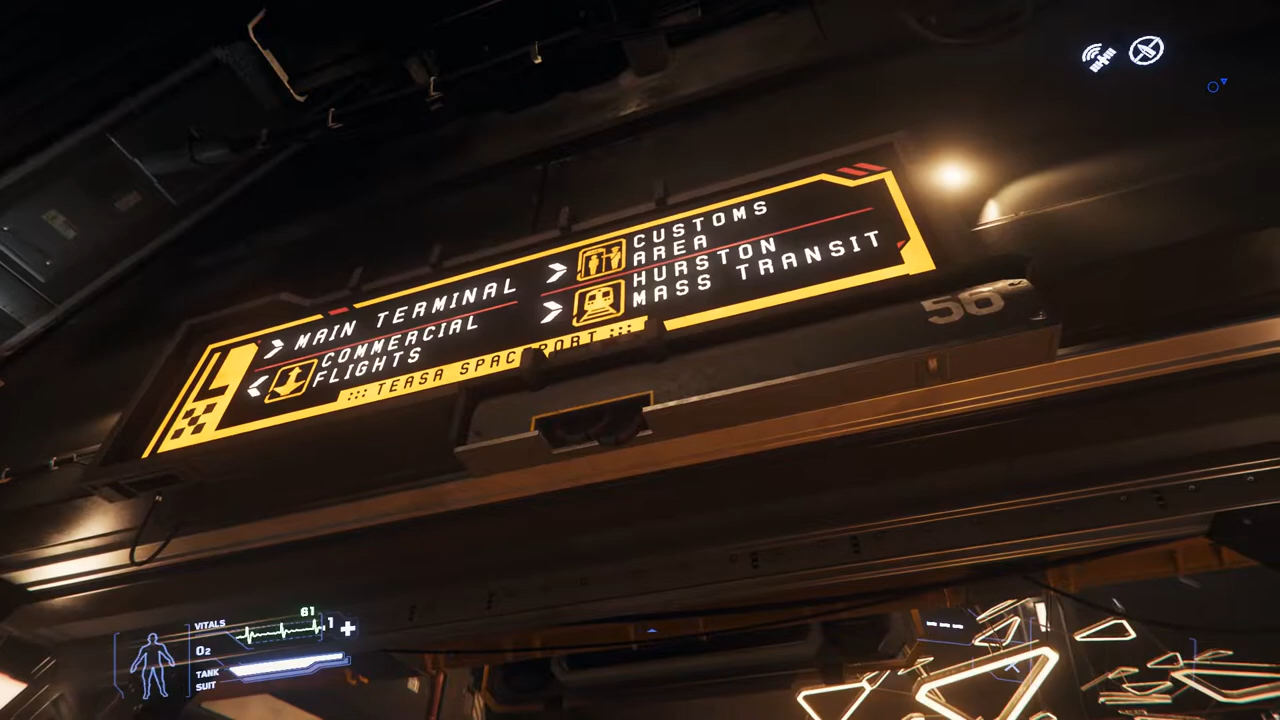 MAIN TERMINAL
COMMERCIAL
FLIGHTS
CUSTOMS
AREA
HURSTON
MASS TRANSIT
TEASA SPACEPORT
56
VITALS
61
1
O2
TANK
SUIT